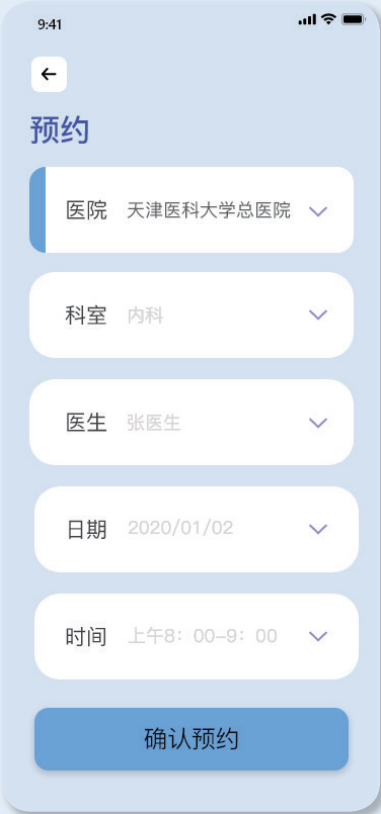 9:41
预约
医院 天津医科大学总医院
科室 内科
医生 张医生
日期 2020/01/02
时间 上午8：00-9：00
确认预约